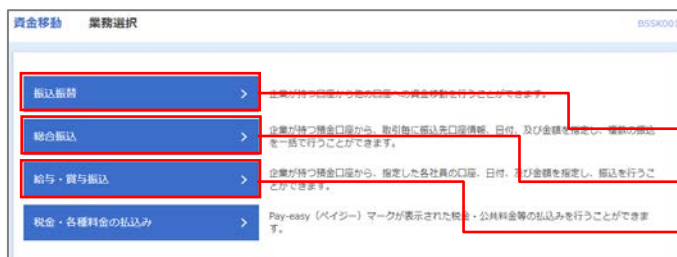 資金移動 業務選択 BSSK001
振込振替 企業が持つ口座から他の口座への資金移動を行うことができます。
総合振込 企業が持つ預金口座から、取引毎に振込先口座情報、日付、及び金額を指定し、複数の振込
を一括で行うことができます。
給与・賞与振込 企業が持つ預金口座から、指定した各社員の口座、日付、及び金額を指定し、振込を行うこ
とができます。
税金・各種料金の払込み Pay-easy（ペイジー）マークが表示された税金・公共料金等の払込みを行うことができま
す。